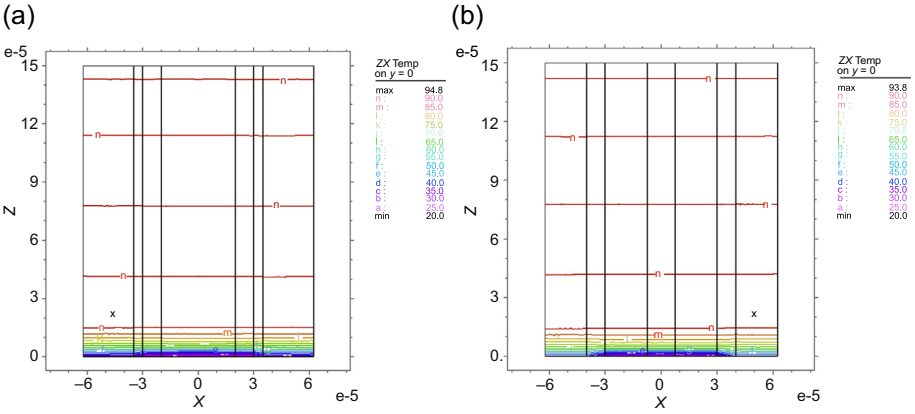 (a)
(b)
e-5
15
12
9
6
3
0
Z
−6
−3
0
3
6
e-5
X
n
n
n
n
n
n
m
x
ZX Temp
on y = 0
max 94.8
n : 90.0
m : 85.0
l : 80.0
k : 75.0
70.0
65.0
h : 60.0
g : 55.0
f : 50.0
e : 45.0
d : 40.0
c : 35.0
b : 30.0
a : 25.0
min 20.0
e-5
15
12
9
6
3
0
Z
−6
−3
0
3
6
e-5
X
n
n
n
n
n
m
x
ZX Temp
on y = 0
max 93.8
n : 90.0
m : 85.0
80.0
75.0
70.0
65.0
h : 60.0
g : 55.0
f : 50.0
e : 45.0
d : 40.0
c : 35.0
b : 30.0
a : 25.0
min 20.0